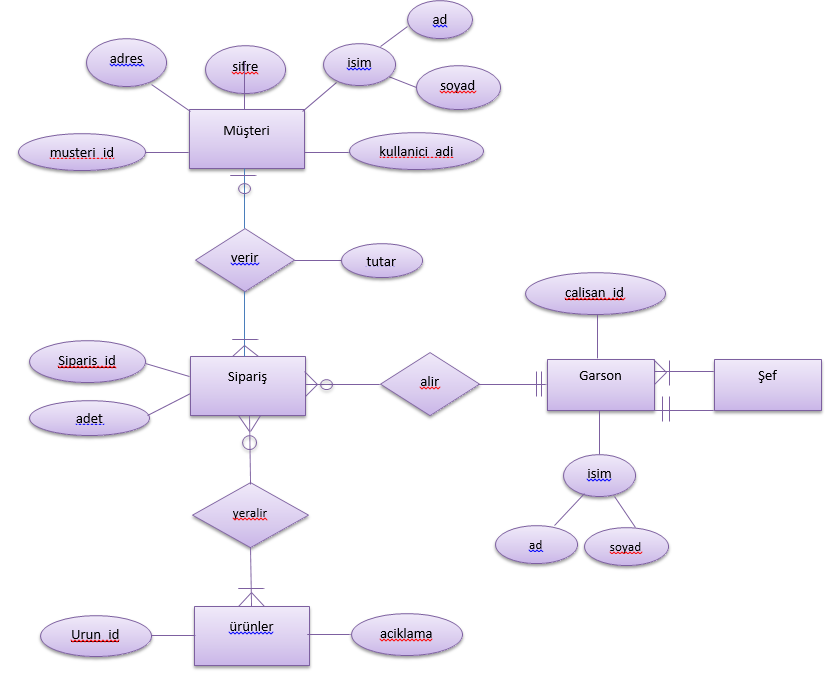 ad
adres
sifre
isim
soyad
Müşteri
musteri_id
kullanici_adi
verir
tutar
calisan_id
Siparis_id
Sipariş
alir
Garson
Şef
adet
isim
yeralir
ad
soyad
Urun_id
ürünler
aciklama